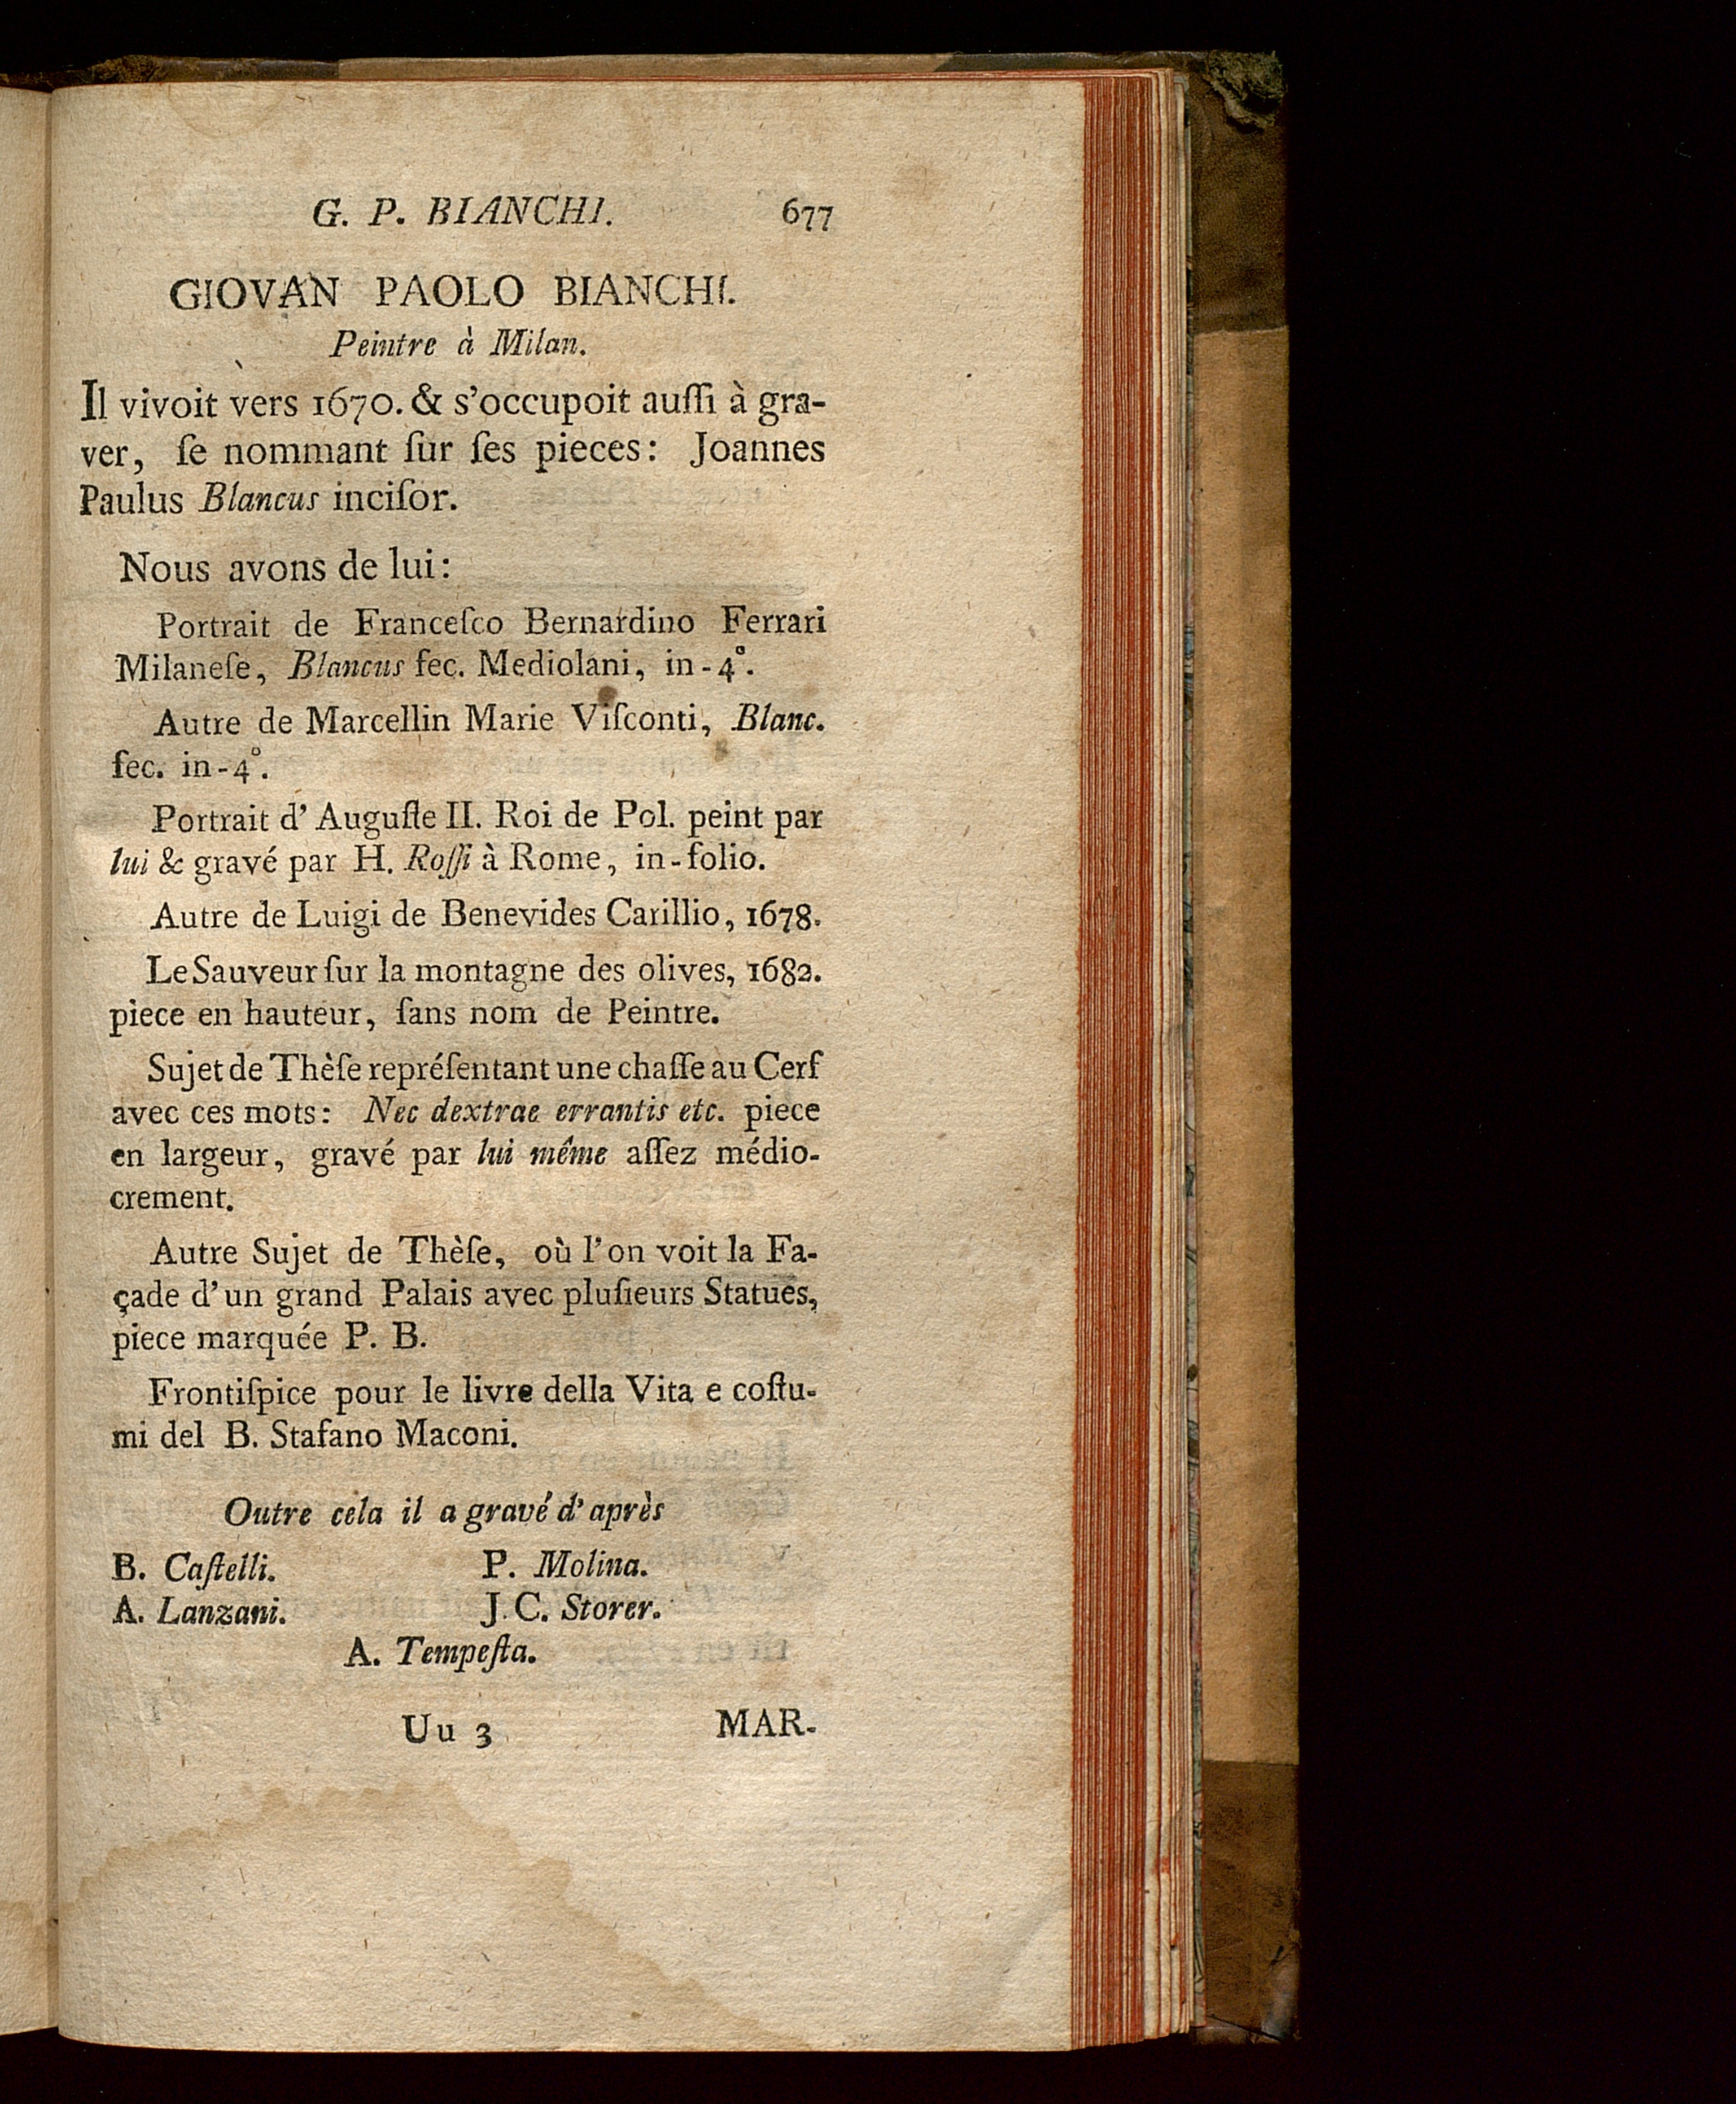 G. P. BIANCHI. 677
GIOVAN PAOLO BIANCHI.
Peintre à Milan.
Il vivoit vers 1670. & s'occupoit auſſi à gra-
ver, ſe nommant ſur ſes pieces: Joannes
Paulus Blancus inciſor.
Nous avons de lui:
Portrait de Franceſco Bernardino Ferrari
Milaneſe, Blancus fec. Mediolani, in-4°.
Autre de Marcellin Marie Viſconti, Blanc.
fec. in-4°.
Portrait d'Auguſte II. Roi de Pol. peint par
lui & gravé par H. Roſſi à Rome, in-folio.
Autre de Luigi de Benevides Carillio, 1678.
Le Sauveur ſur la montagne des olives, 1682.
piece en hauteur, ſans nom de Peintre.
Sujet de Thèſe repréſentant une chaſſe au Cerf
avec ces mots: Nec dextrae errantis etc. piece
en largeur, gravé par lui même aſſez médio-
crement.
Autre Sujet de Thèſe, où l'on voit la Fa-
çade d'un grand Palais avec pluſieurs Statues,
piece marquée P. B.
Frontiſpice pour le livre della Vita e coſtu-
mi del B. Stafano Maconi.
Outre cela il a gravé d'après
B. Caſtelli. P. Molina.
A. Lanzani. J. C. Storer.
A. Tempeſta.
Uu 3 MAR-